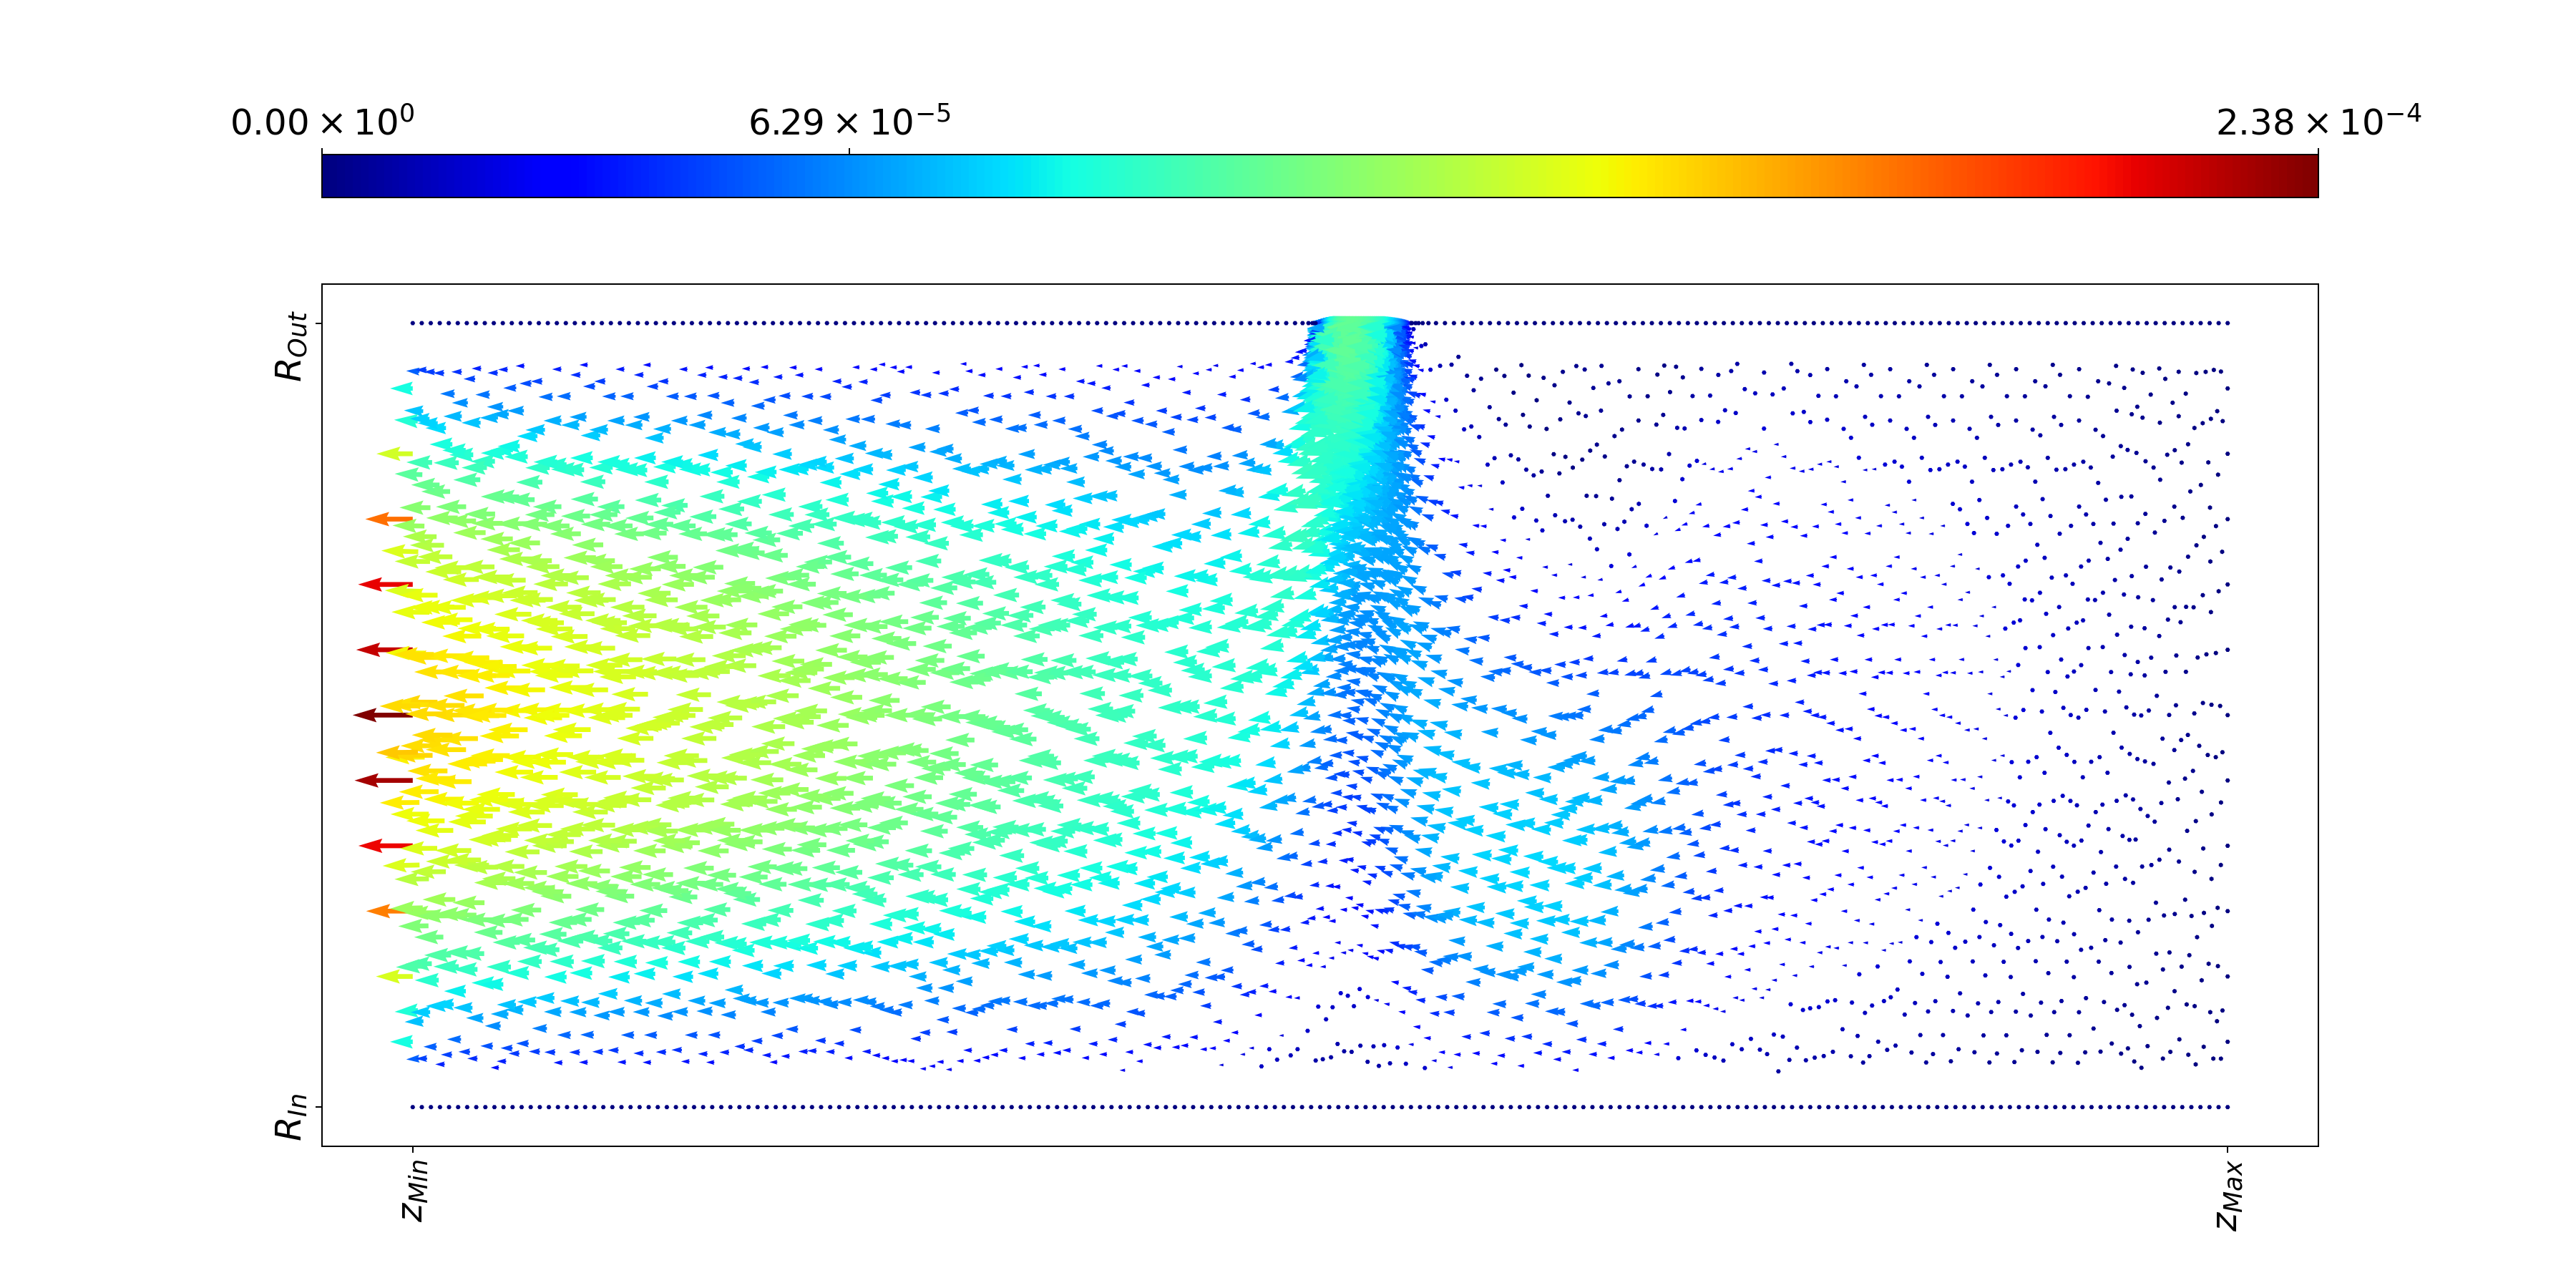 0.00 × 10⁰ 6.29 × 10⁻⁵ 2.38 × 10⁻⁴
R_Out
R_In
z_Min z_Max